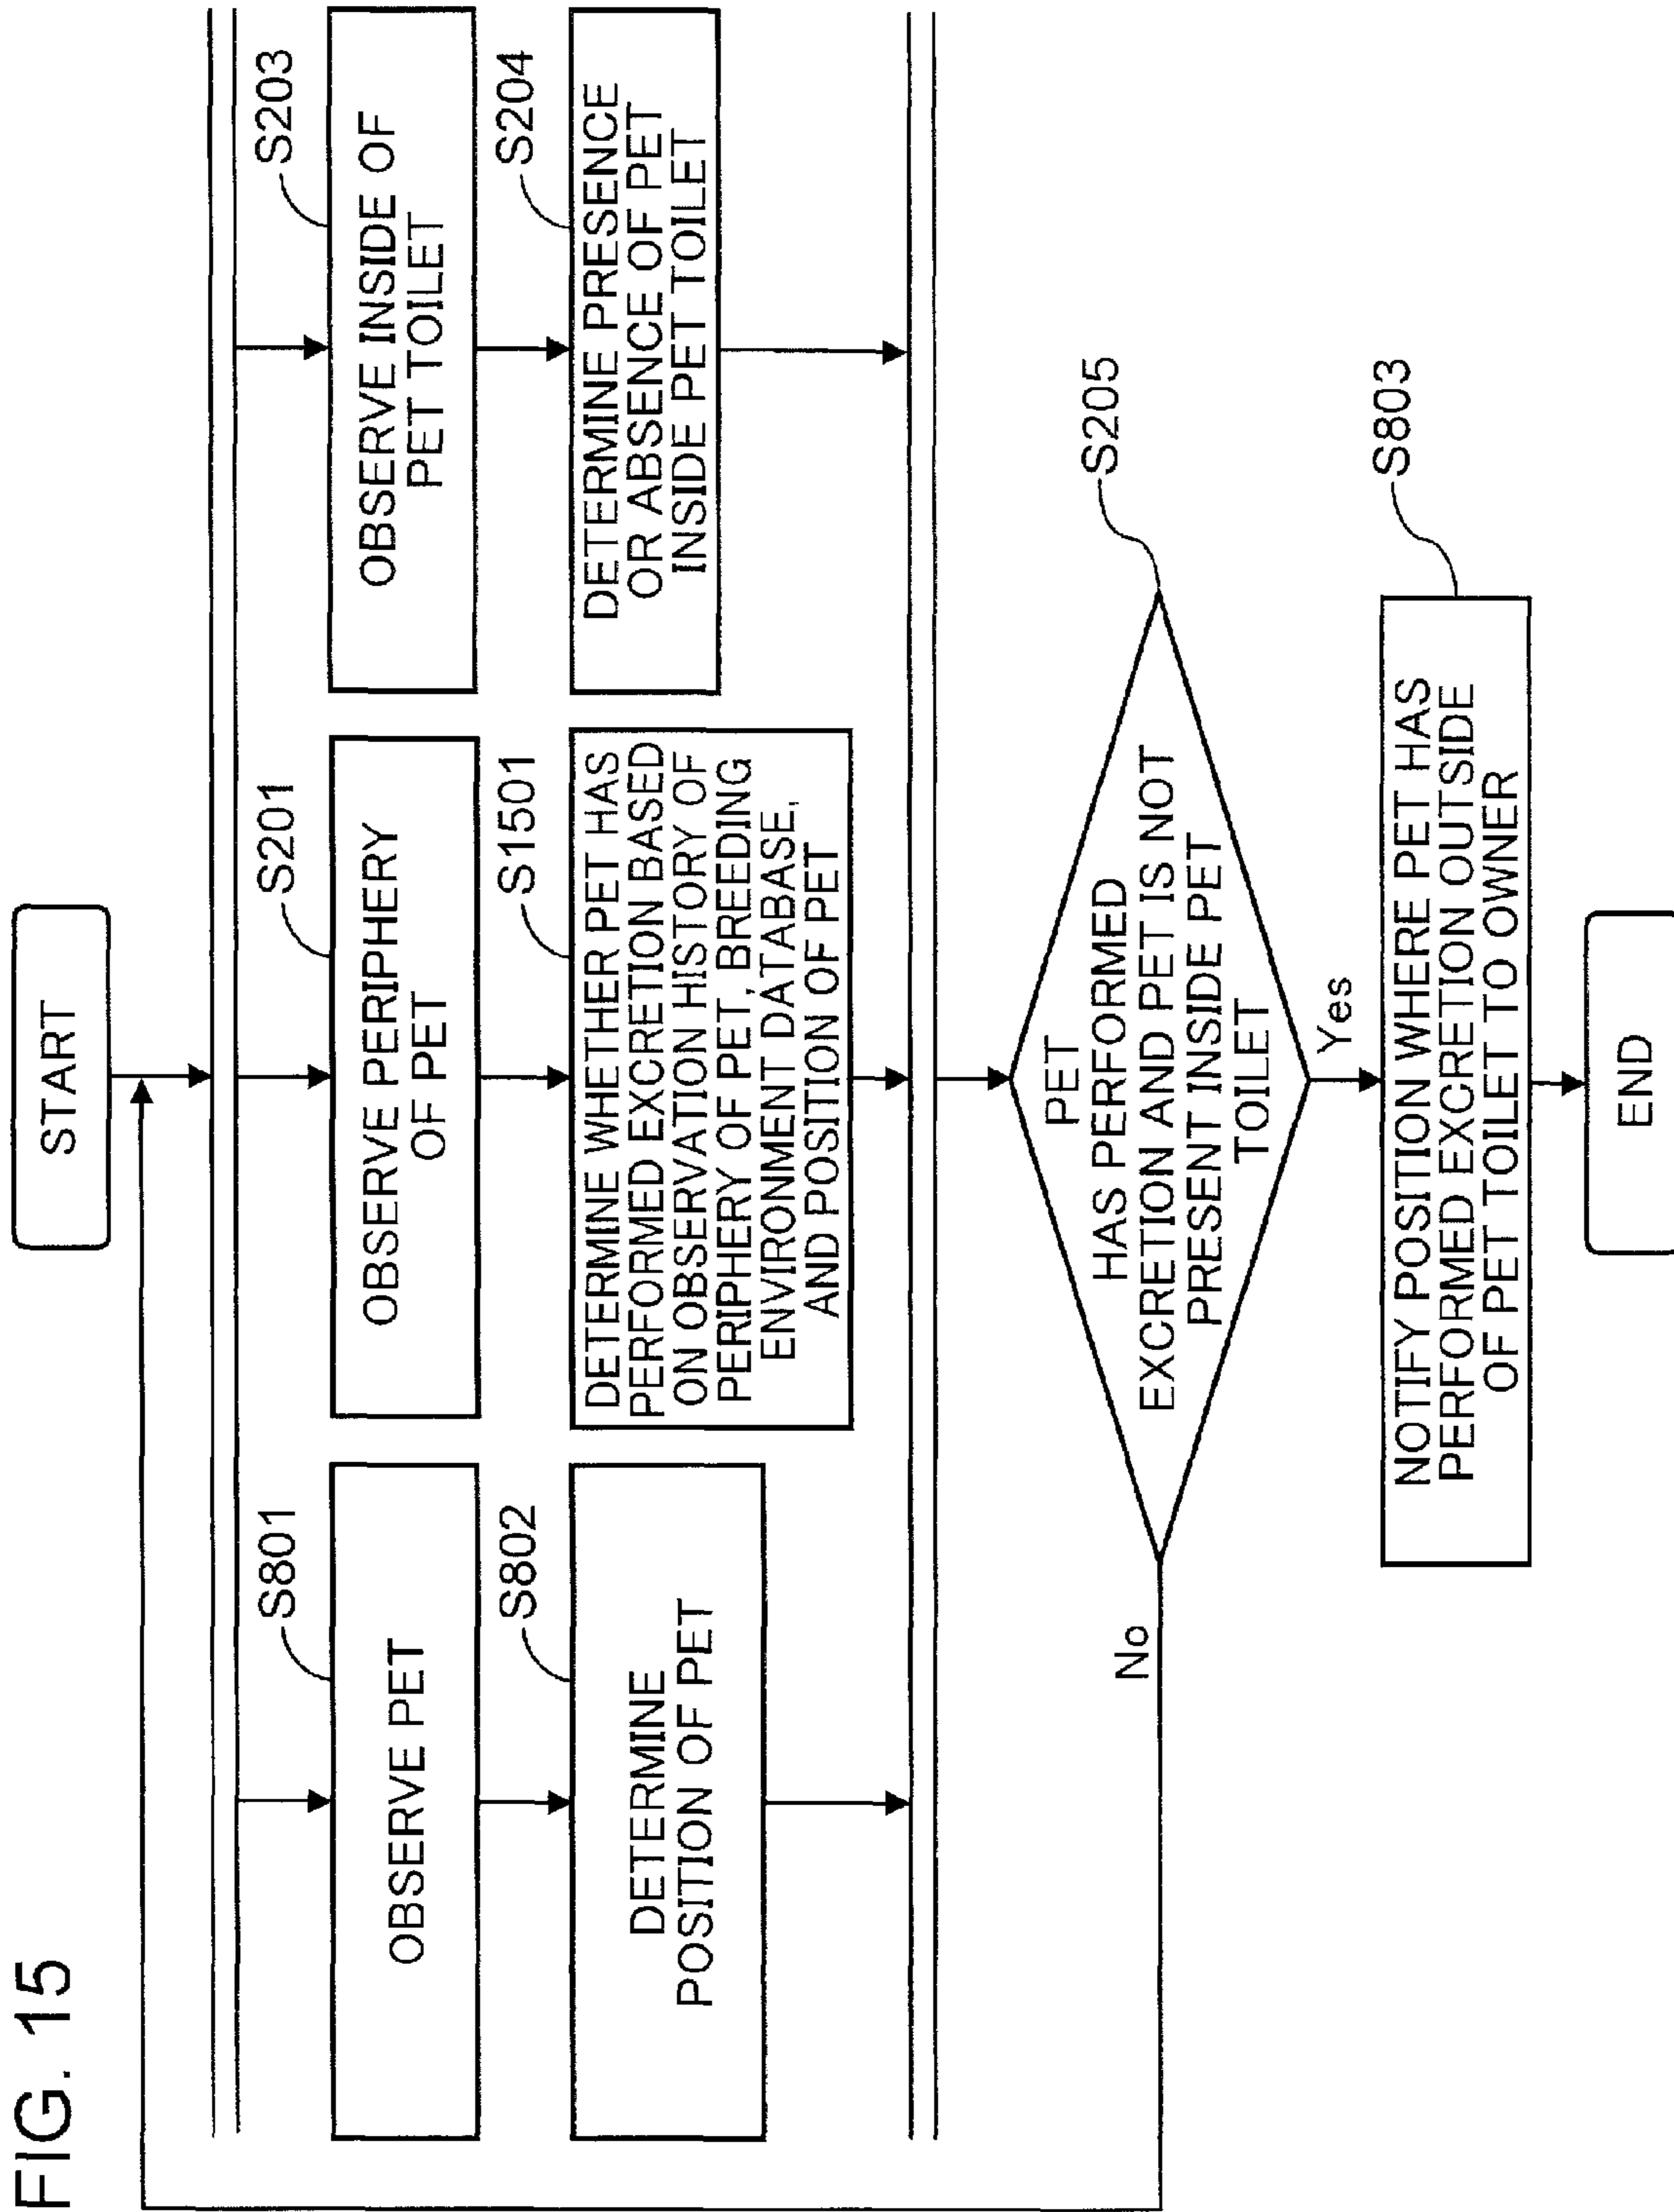 FIG. 15
START
S801
OBSERVE PET
S802
DETERMINE
POSITION OF PET
S201
OBSERVE PERIPHERY
OF PET
S1501
DETERMINE WHETHER PET HAS
PERFORMED EXCRETION BASED
ON OBSERVATION HISTORY OF
PERIPHERY OF PET, BREEDING
ENVIRONMENT DATABASE,
AND POSITION OF PET
S203
OBSERVE INSIDE OF
PET TOILET
S204
DETERMINE PRESENCE
OR ABSENCE OF PET
INSIDE PET TOILET
S205
PET
HAS PERFORMED
EXCRETION AND PET IS NOT
PRESENT INSIDE PET
TOILET
No
Yes
S803
NOTIFY POSITION WHERE PET HAS
PERFORMED EXCRETION OUTSIDE
OF PET TOILET TO OWNER
END